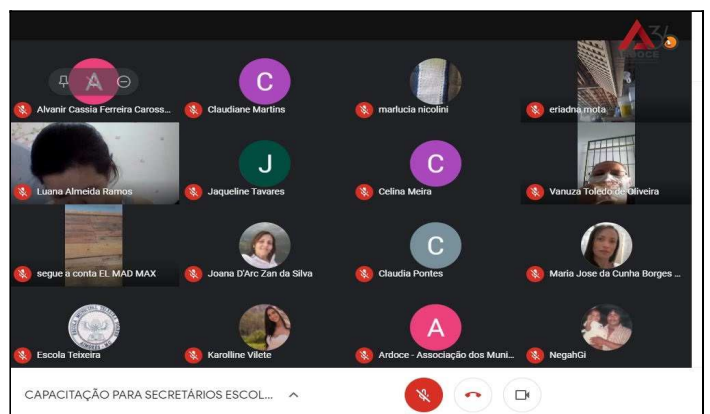 36
ARDOCE
A
Alvanir Cassia Ferreira Caross...
C
Claudiane Martins
marlucia nicolini
eriadna.mota
Luana Almeida Ramos
J
Jaqueline Tavares
C
Celina Meira
Vanuza Toledo de Oliveira
segue a conta EL MAD MAX
Joana D'Arc Zan da Silva
C
Claudia Pontes
Maria Jose da Cunha Borges ...
Escola Teixeira
Karolline Vilete
A
Ardoce - Associação dos Muni...
NegahGi
CAPACITAÇÃO PARA SECRETÁRIOS ESCOL...